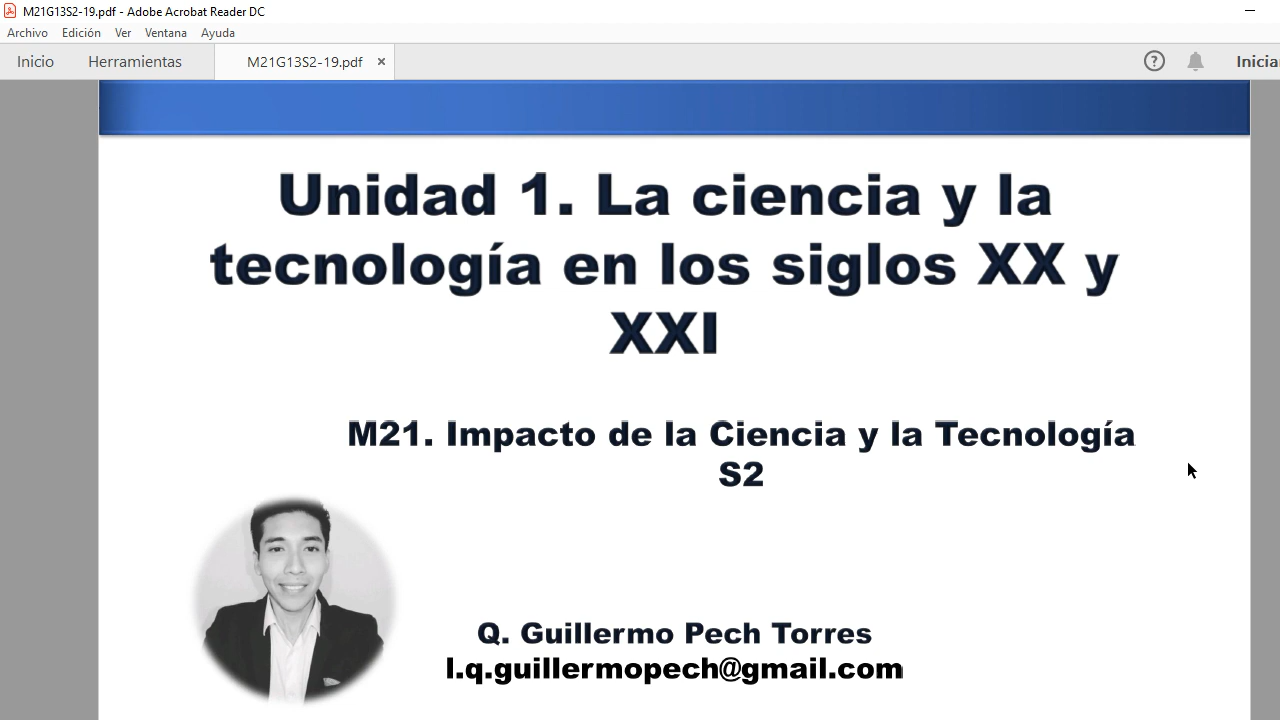 M21G13S2-19.pdf - Adobe Acrobat Reader DC
Archivo Edición Ver Ventana Ayuda
Inicio Herramientas M21G13S2-19.pdf × ? Inicia
Unidad 1. La ciencia y la
tecnología en los siglos XX y
XXI
M21. Impacto de la Ciencia y la Tecnología
S2
Q. Guillermo Pech Torres
l.q.guillermopech@gmail.com